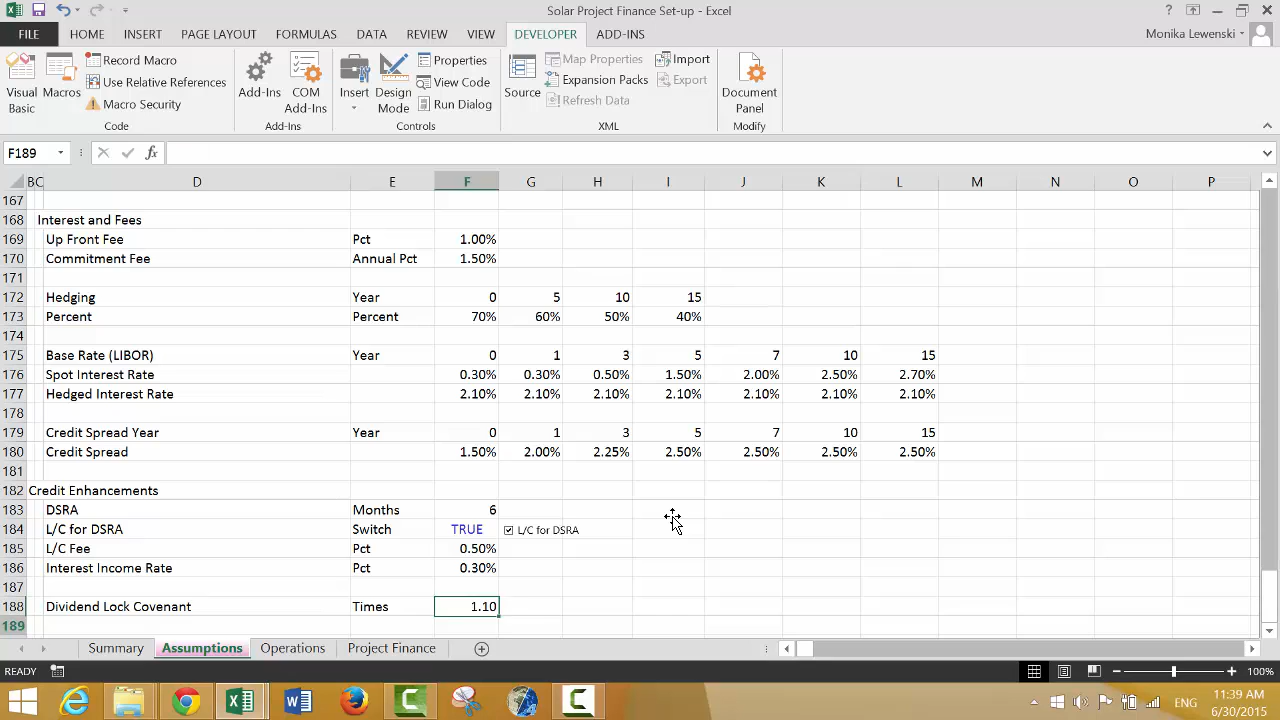 Solar Project Finance Set-up - Excel
FILE HOME INSERT PAGE LAYOUT FORMULAS DATA REVIEW VIEW DEVELOPER ADD-INS Monika Lewenski
Visual Basic
Macros
Record Macro
Use Relative References
Macro Security
Code
Add-Ins
COM Add-Ins
Add-Ins
Insert
Design Mode
Properties
View Code
Run Dialog
Controls
Source
Map Properties
Expansion Packs
Refresh Data
Import
Export
XML
Document Panel
Modify
F189 fx
B C D E F G H I J K L M N O P
167
168 Interest and Fees
169 Up Front Fee Pct 1.00%
170 Commitment Fee Annual Pct 1.50%
171
172 Hedging Year 0 5 10 15
173 Percent Percent 70% 60% 50% 40%
174
175 Base Rate (LIBOR) Year 0 1 3 5 7 10 15
176 Spot Interest Rate 0.30% 0.30% 0.50% 1.50% 2.00% 2.50% 2.70%
177 Hedged Interest Rate 2.10% 2.10% 2.10% 2.10% 2.10% 2.10% 2.10%
178
179 Credit Spread Year Year 0 1 3 5 7 10 15
180 Credit Spread 1.50% 2.00% 2.25% 2.50% 2.50% 2.50% 2.50%
181
182 Credit Enhancements
183 DSRA Months 6
184 L/C for DSRA Switch TRUE L/C for DSRA
185 L/C Fee Pct 0.50%
186 Interest Income Rate Pct 0.30%
187
188 Dividend Lock Covenant Times 1.10
189
Summary Assumptions Operations Project Finance
READY 100%
ENG
11:39 AM
6/30/2015